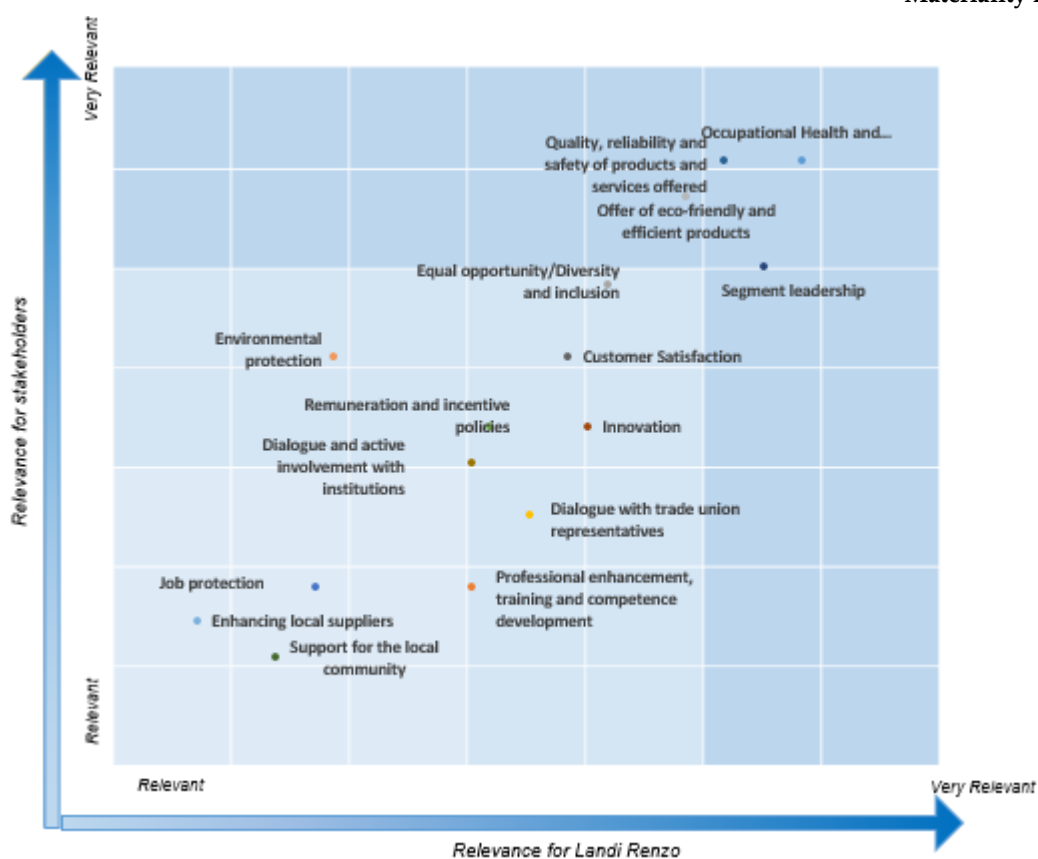 Materiality
Very Relevant
Occupational Health and...
Quality, reliability and
safety of products and
services offered
Offer of eco-friendly and
efficient products
Equal opportunity/Diversity
and inclusion
Segment leadership
Environmental
protection
Customer Satisfaction
Relevance for stakeholders
Remuneration and incentive
policies
Innovation
Dialogue and active
involvement with
institutions
Dialogue with trade union
representatives
Job protection
Professional enhancement,
training and competence
development
Enhancing local suppliers
Support for the local
community
Relevant
Relevant
Very Relevant
Relevance for Landi Renzo